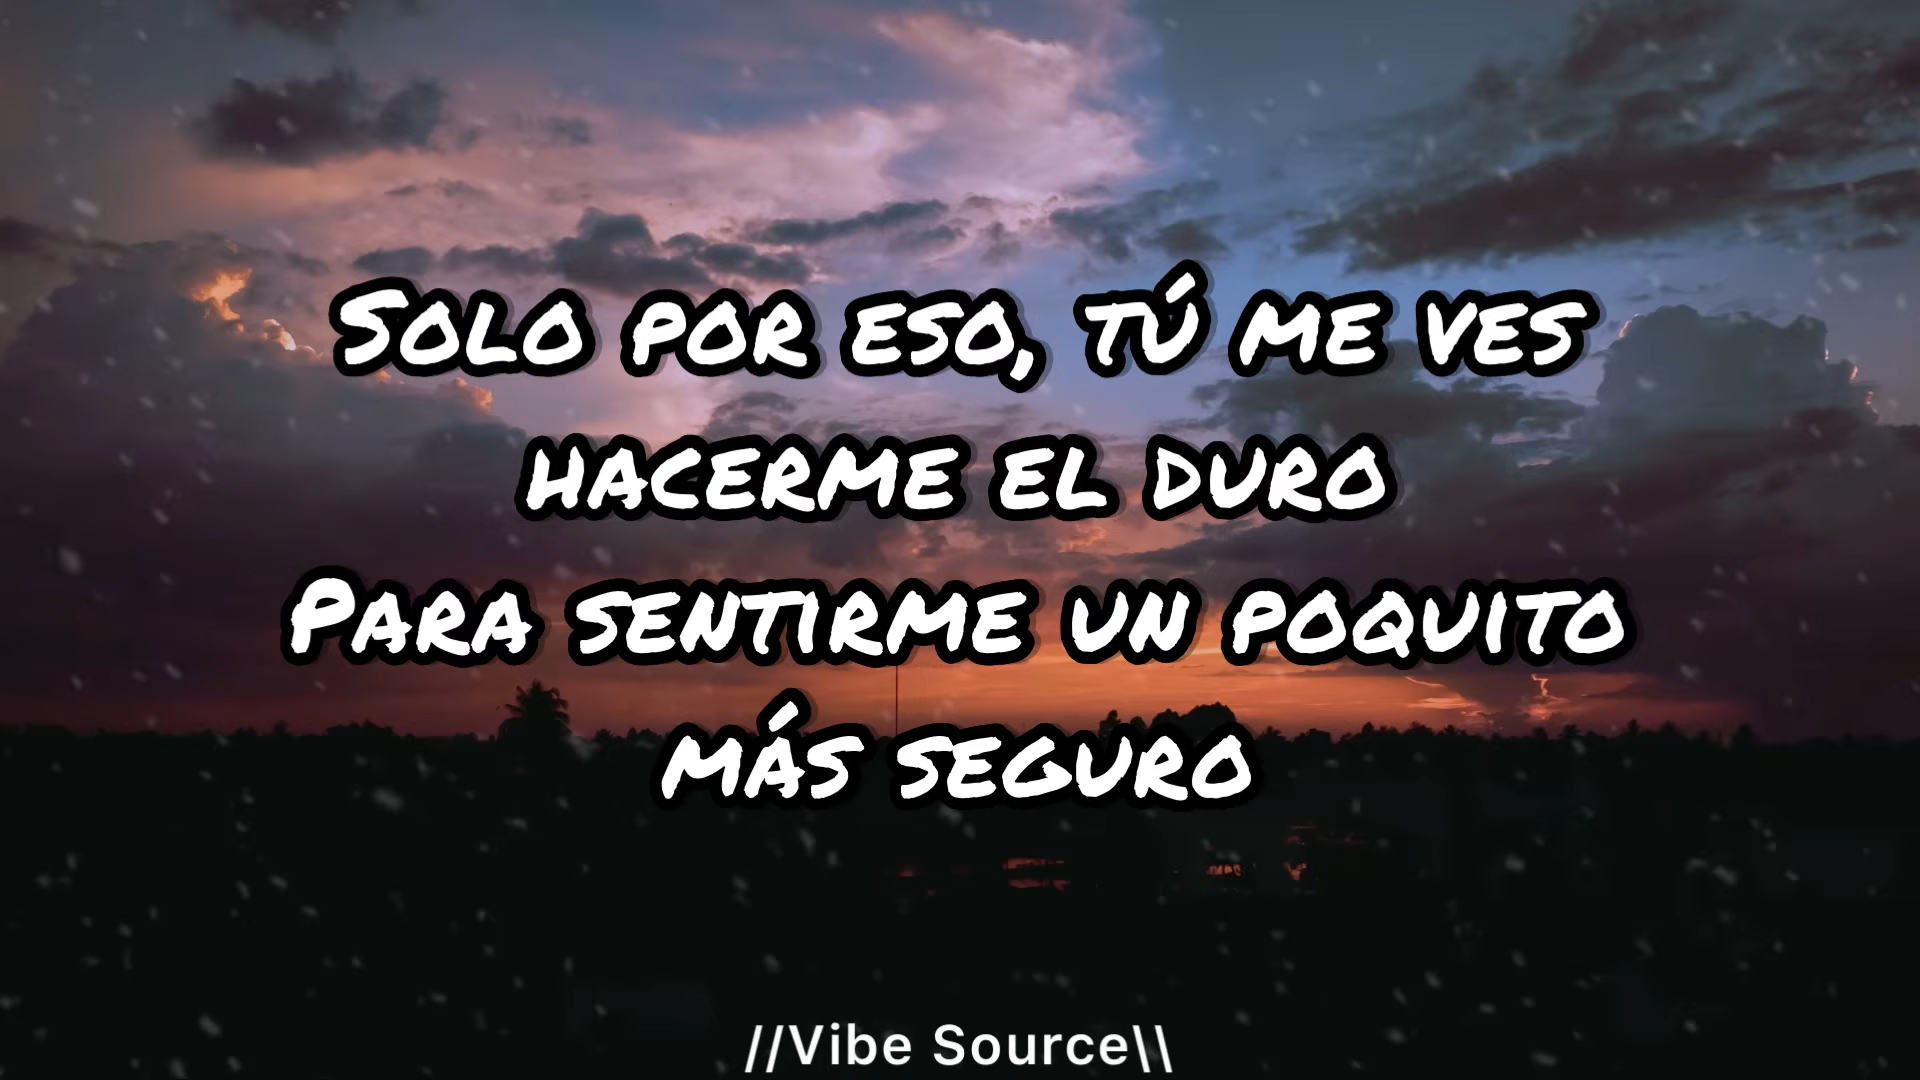 Solo por eso, tú me ves
hacerme el duro
Para sentirme un poquito
más seguro
//Vibe Source\\